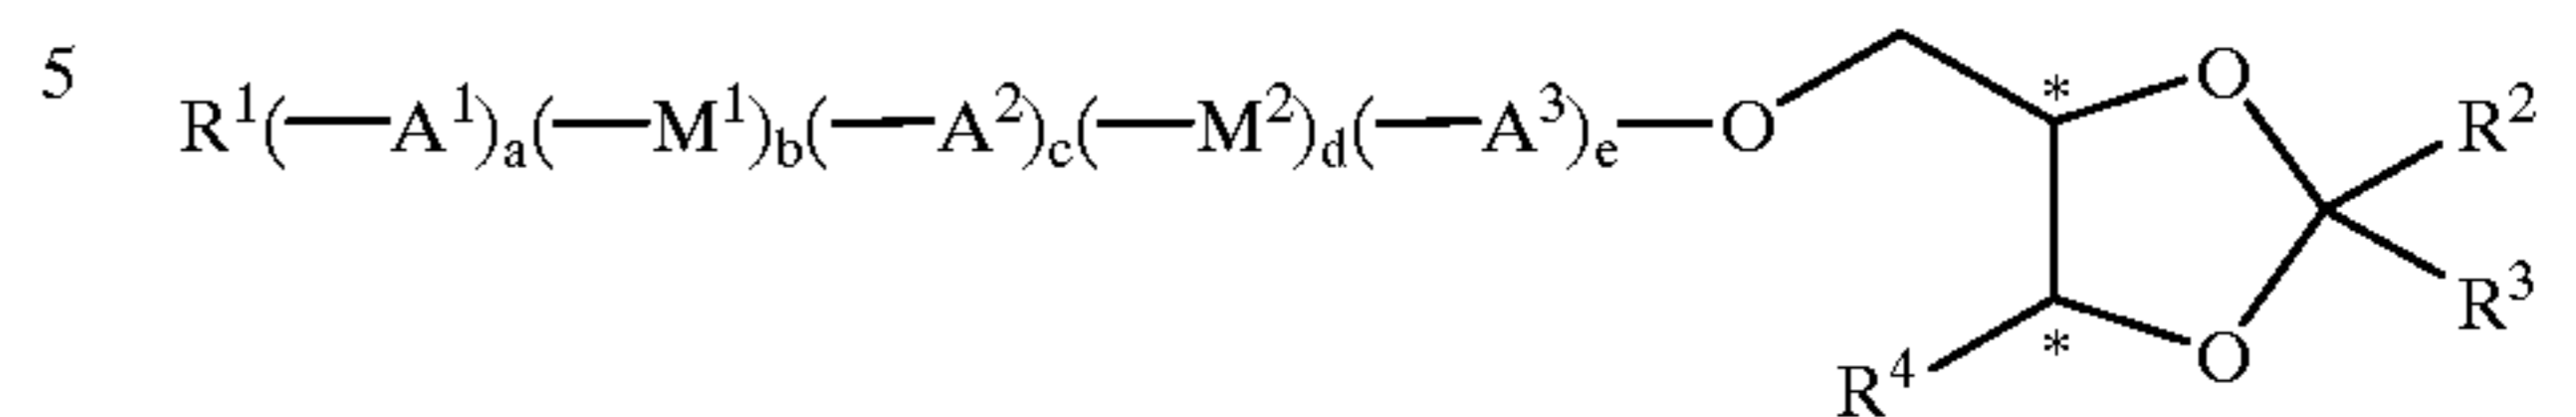 5
R¹(—A¹)ₐ(—M¹)b(—A²)c(—M²)d(—A³)ₑ—O
* O R²
R³
R⁴ * O